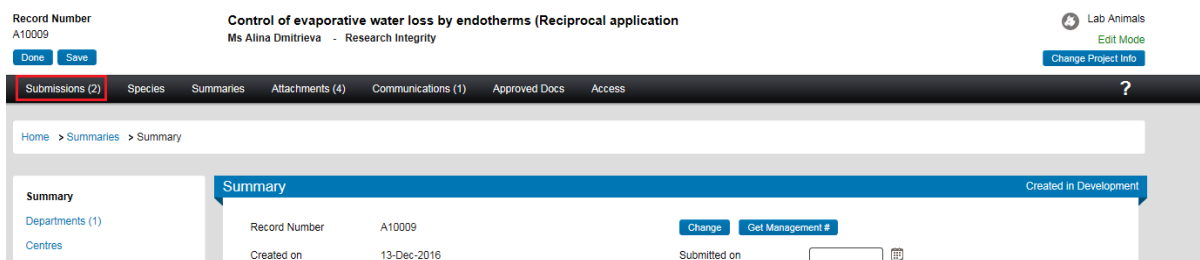 Record Number
A10009
Done Save
Control of evaporative water loss by endotherms (Reciprocal application
Ms Alina Dmitrieva - Research Integrity
Lab Animals
Edit Mode
Change Project Info
Submissions (2) Species Summaries Attachments (4) Communications (1) Approved Docs Access ?
Home > Summaries > Summary
Summary
Departments (1)
Centres
Summary Created in Development
Record Number A10009 Change Get Management #
Created on 13-Dec-2016 Submitted on